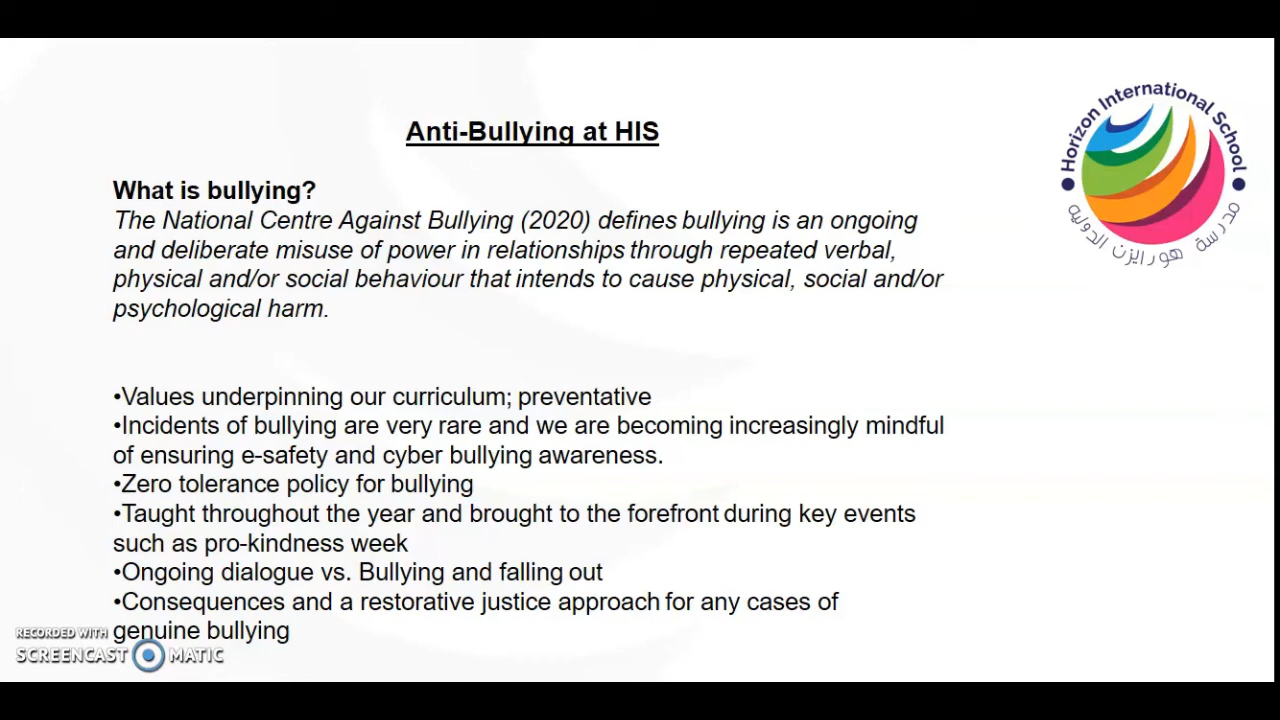 Anti-Bullying at HIS
Horizon International School
مدرسة هورايزن الدولية
What is bullying?
The National Centre Against Bullying (2020) defines bullying is an ongoing
and deliberate misuse of power in relationships through repeated verbal,
physical and/or social behaviour that intends to cause physical, social and/or
psychological harm.
•Values underpinning our curriculum; preventative
•Incidents of bullying are very rare and we are becoming increasingly mindful
of ensuring e-safety and cyber bullying awareness.
•Zero tolerance policy for bullying
•Taught throughout the year and brought to the forefront during key events
such as pro-kindness week
•Ongoing dialogue vs. Bullying and falling out
•Consequences and a restorative justice approach for any cases of
genuine bullying
RECORDED WITH
SCREENCAST MATIC